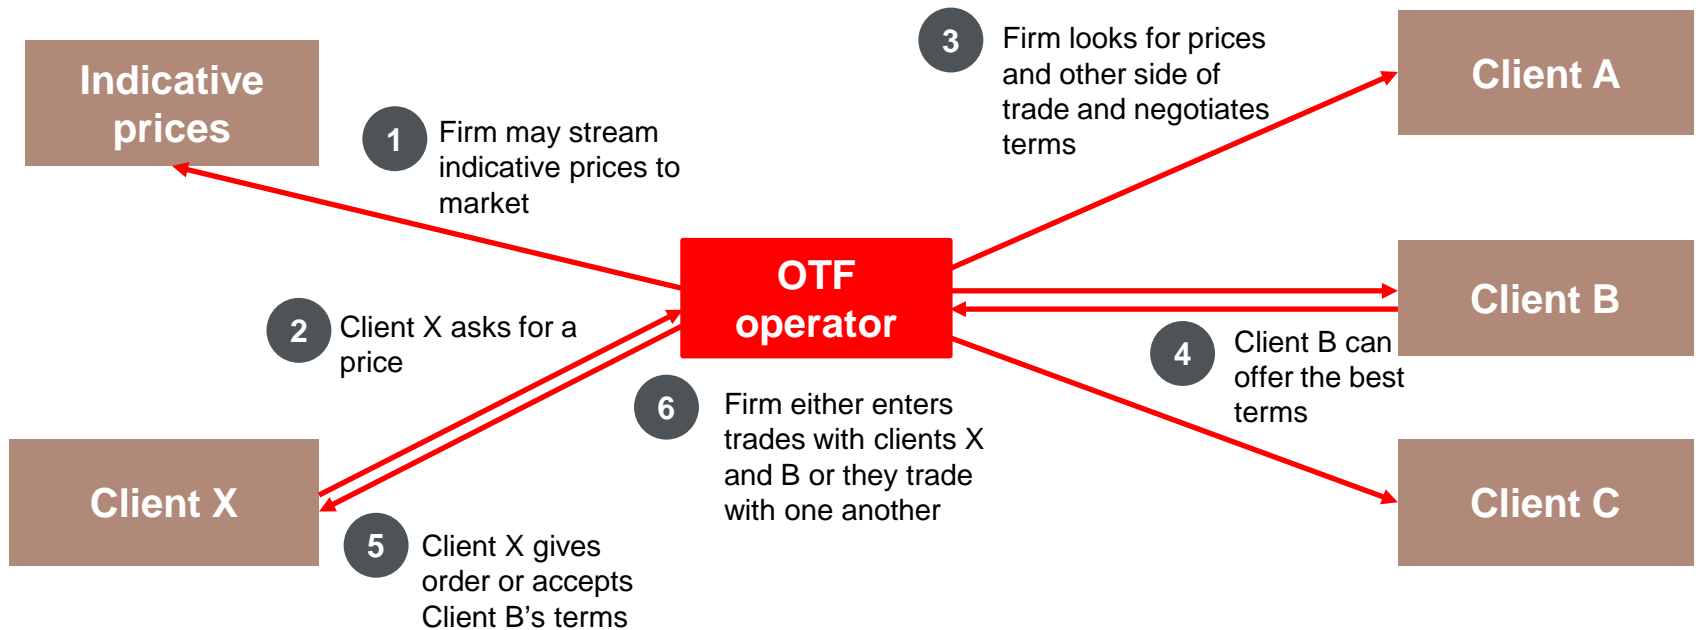 Indicative
prices
1
Firm may stream
indicative prices to
market
2
Client X asks for a
price
Client X
5
Client X gives
order or accepts
Client B’s terms
OTF
operator
6
Firm either enters
trades with clients X
and B or they trade
with one another
3
Firm looks for prices
and other side of
trade and negotiates
terms
Client A
Client B
4
Client B can
offer the best
terms
Client C